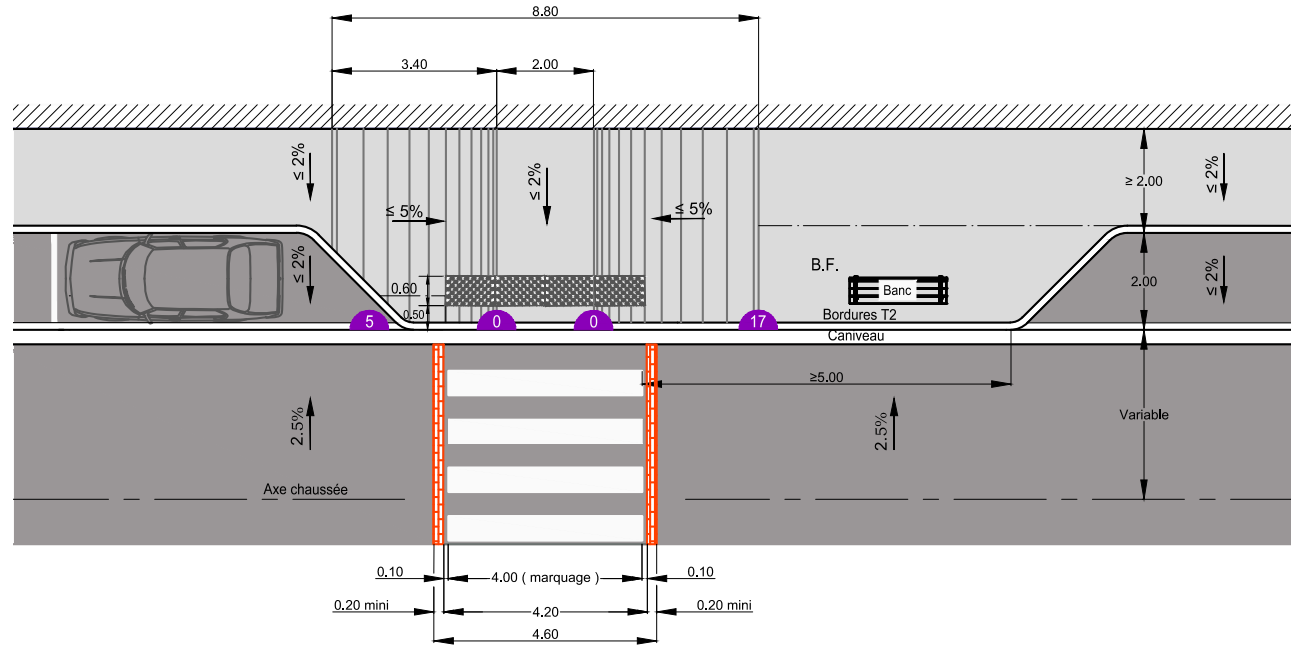 8.80
3.40
2.00
≤ 2%
≤ 2%
≥ 2.00
≤ 2%
≤ 5%
≤ 5%
≤ 2%
0.60
0.50
B.F.
Banc
2.00
≤ 2%
5
0
0
17
Bordures T2
Caniveau
≥5.00
2.5%
2.5%
Variable
Axe chaussée
0.10
4.00 ( marquage )
0.10
0.20 mini
4.20
0.20 mini
4.60